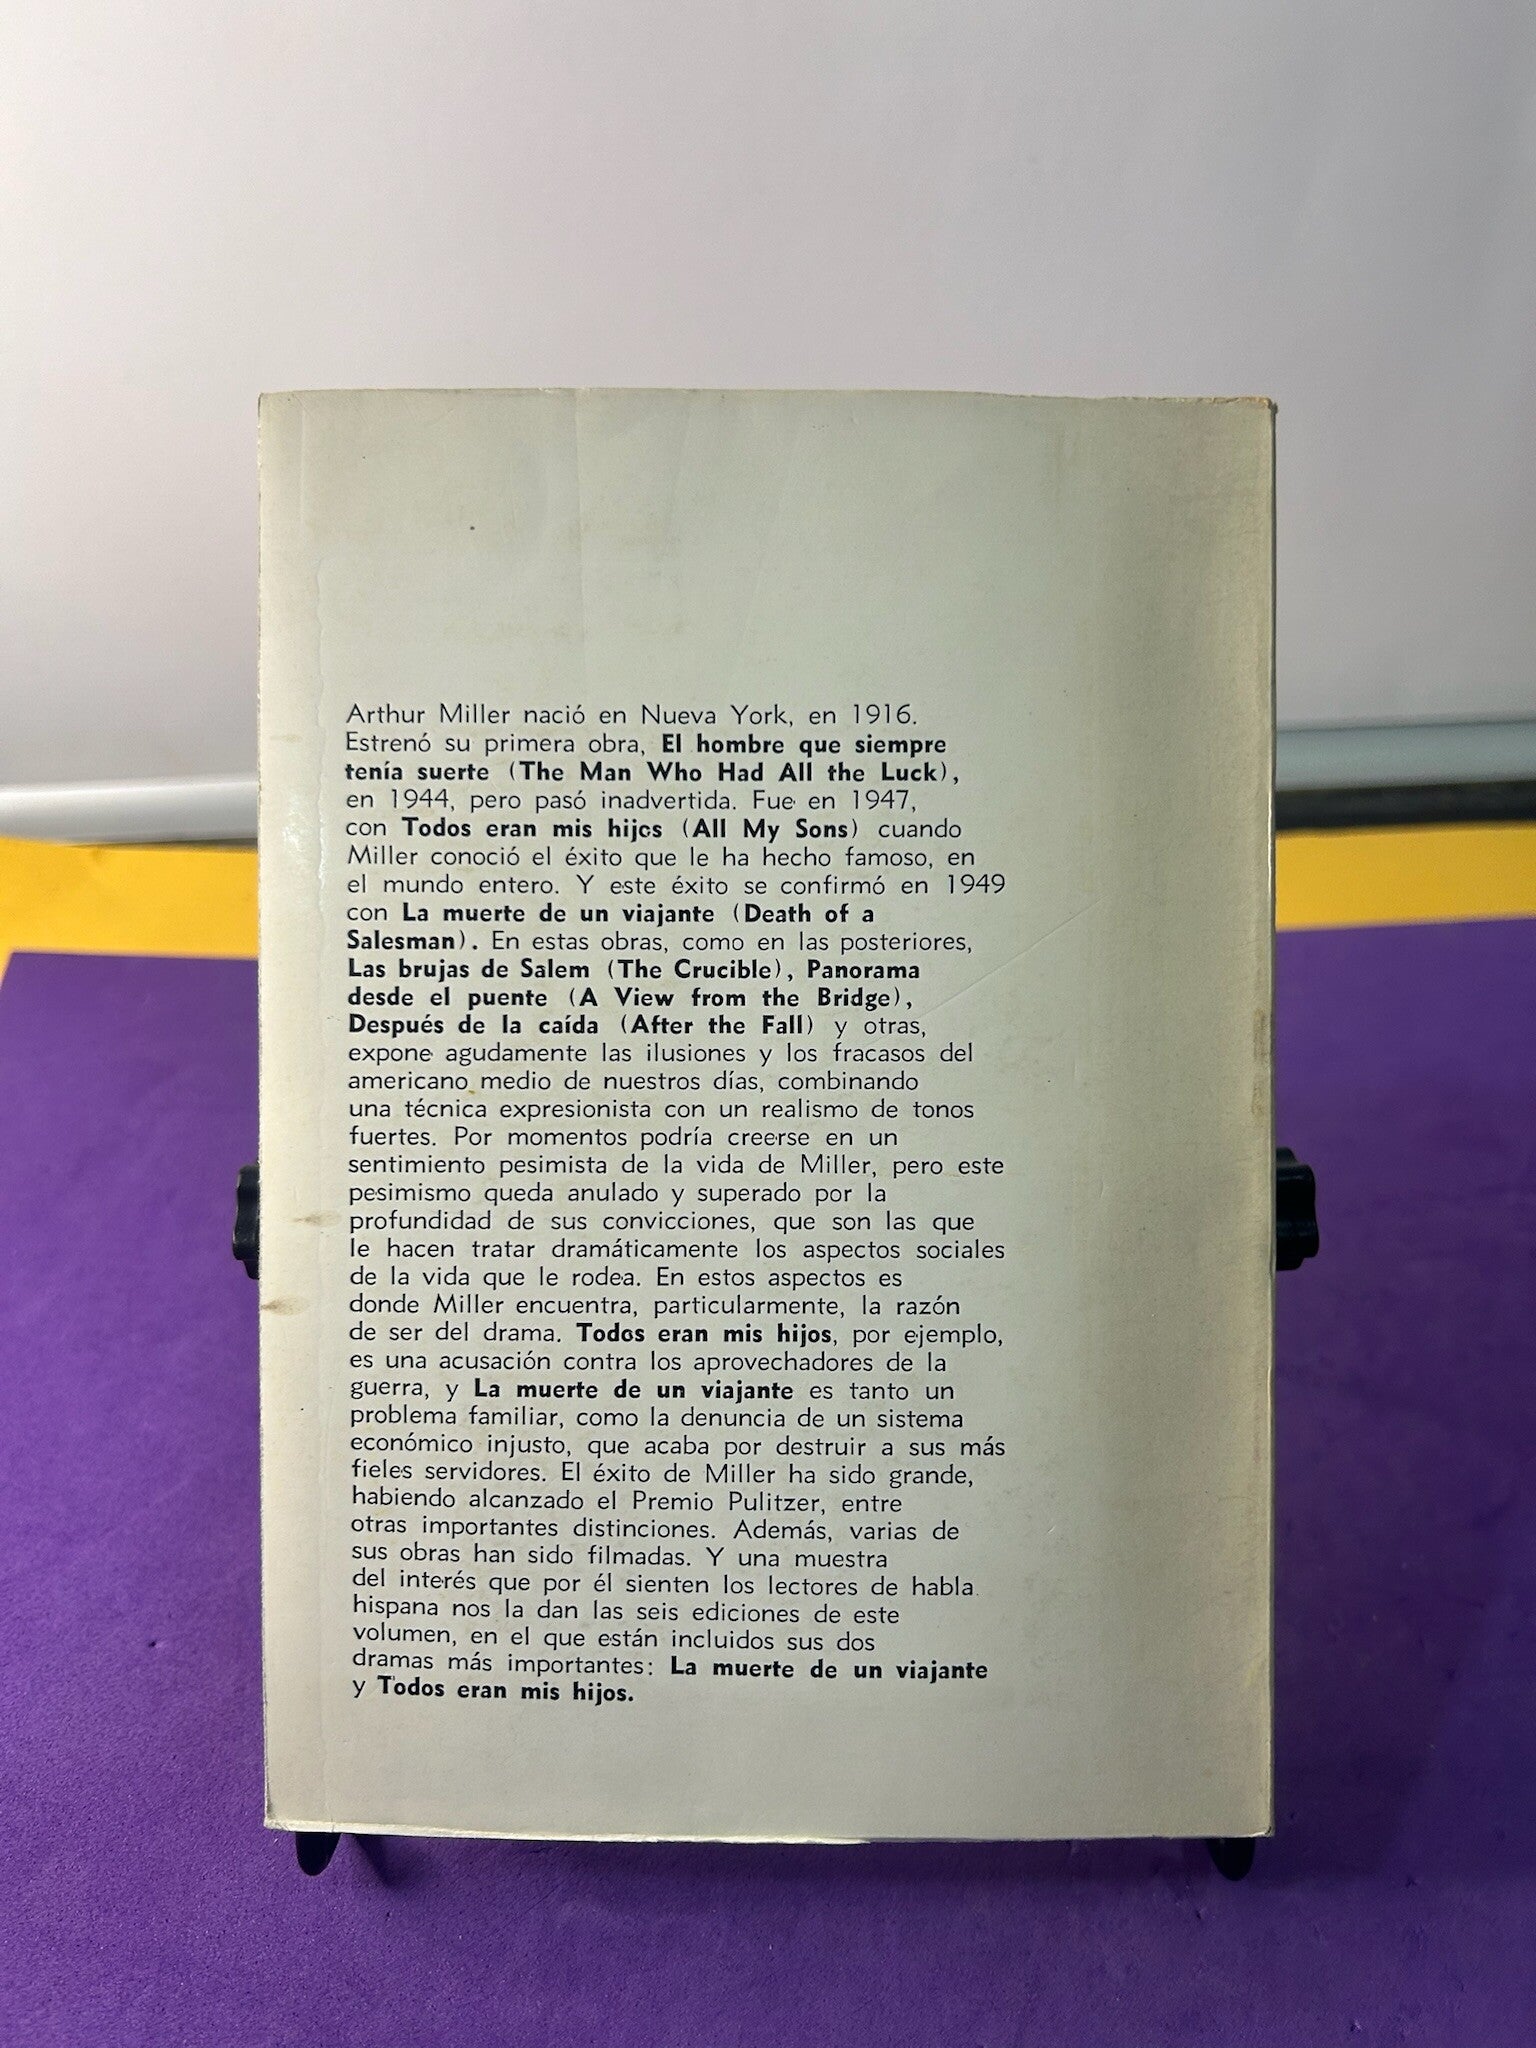 Arthur Miller nació en Nueva York, en 1916.
Estrenó su primera obra, El hombre que siempre
tenía suerte (The Man Who Had All the Luck),
en 1944, pero pasó inadvertida. Fue en 1947,
con Todos eran mis hijos (All My Sons) cuando
Miller conoció el éxito que le ha hecho famoso, en
el mundo entero. Y este éxito se confirmó en 1949
con La muerte de un viajante (Death of a
Salesman). En estas obras, como en las posteriores,
Las brujas de Salem (The Crucible), Panorama
desde el puente (A View from the Bridge),
Después de la caída (After the Fall) y otras,
expone agudamente las ilusiones y los fracasos del
americano medio de nuestros días, combinando
una técnica expresionista con un realismo de tonos
fuertes. Por momentos podría creerse en un
sentimiento pesimista de la vida de Miller, pero este
pesimismo queda anulado y superado por la
profundidad de sus convicciones, que son las que
le hacen tratar dramáticamente los aspectos sociales
de la vida que le rodea. En estos aspectos es
donde Miller encuentra, particularmente, la razón
de ser del drama. Todos eran mis hijos, por ejemplo,
es una acusación contra los aprovechadores de la
guerra, y La muerte de un viajante es tanto un
problema familiar, como la denuncia de un sistema
económico injusto, que acaba por destruir a sus más
fieles servidores. El éxito de Miller ha sido grande,
habiendo alcanzado el Premio Pulitzer, entre
otras importantes distinciones. Además, varias de
sus obras han sido filmadas. Y una muestra
del interés que por él sienten los lectores de habla
hispana nos la dan las seis ediciones de este
volumen, en el que están incluidos sus dos
dramas más importantes: La muerte de un viajante
y Todos eran mis hijos.